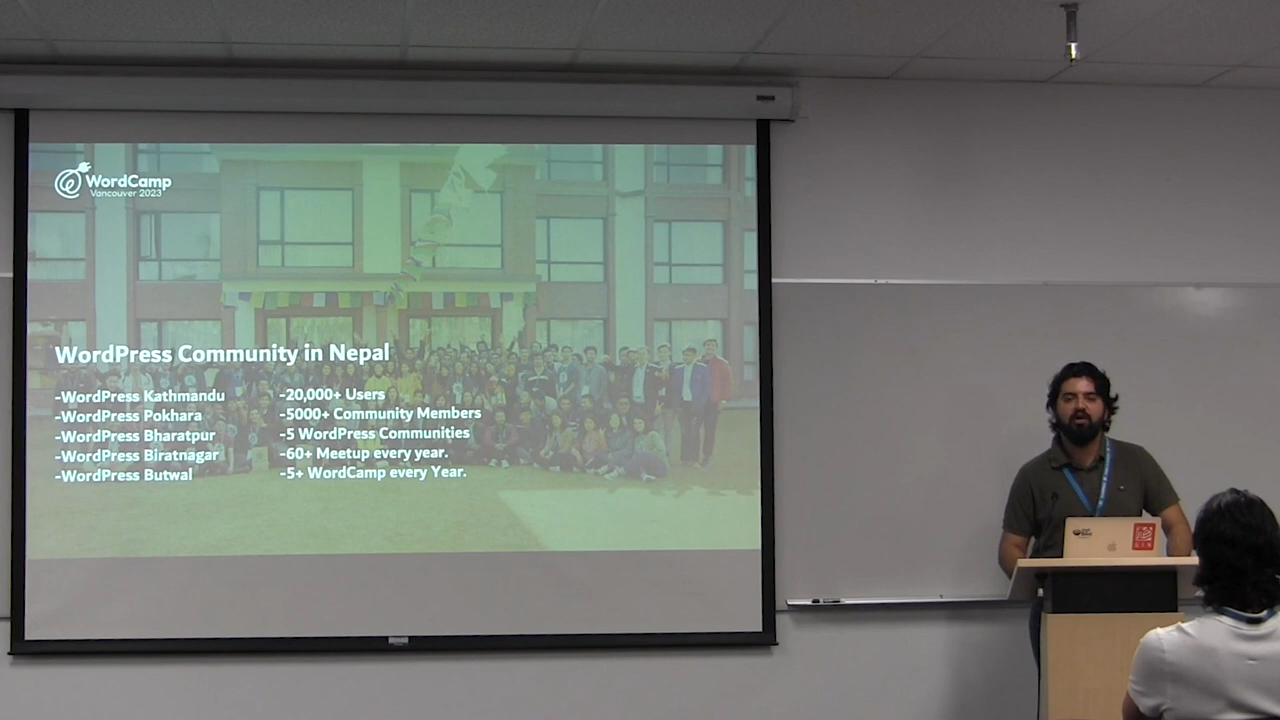 WordCamp
Vancouver 2023
WordPress Community in Nepal
-WordPress Kathmandu
-WordPress Pokhara
-WordPress Bharatpur
-WordPress Biratnagar
-WordPress Butwal
-20,000+ Users
-5000+ Community Members
-5 WordPress Communities
-60+ Meetup every year.
-5+ WordCamp every Year.